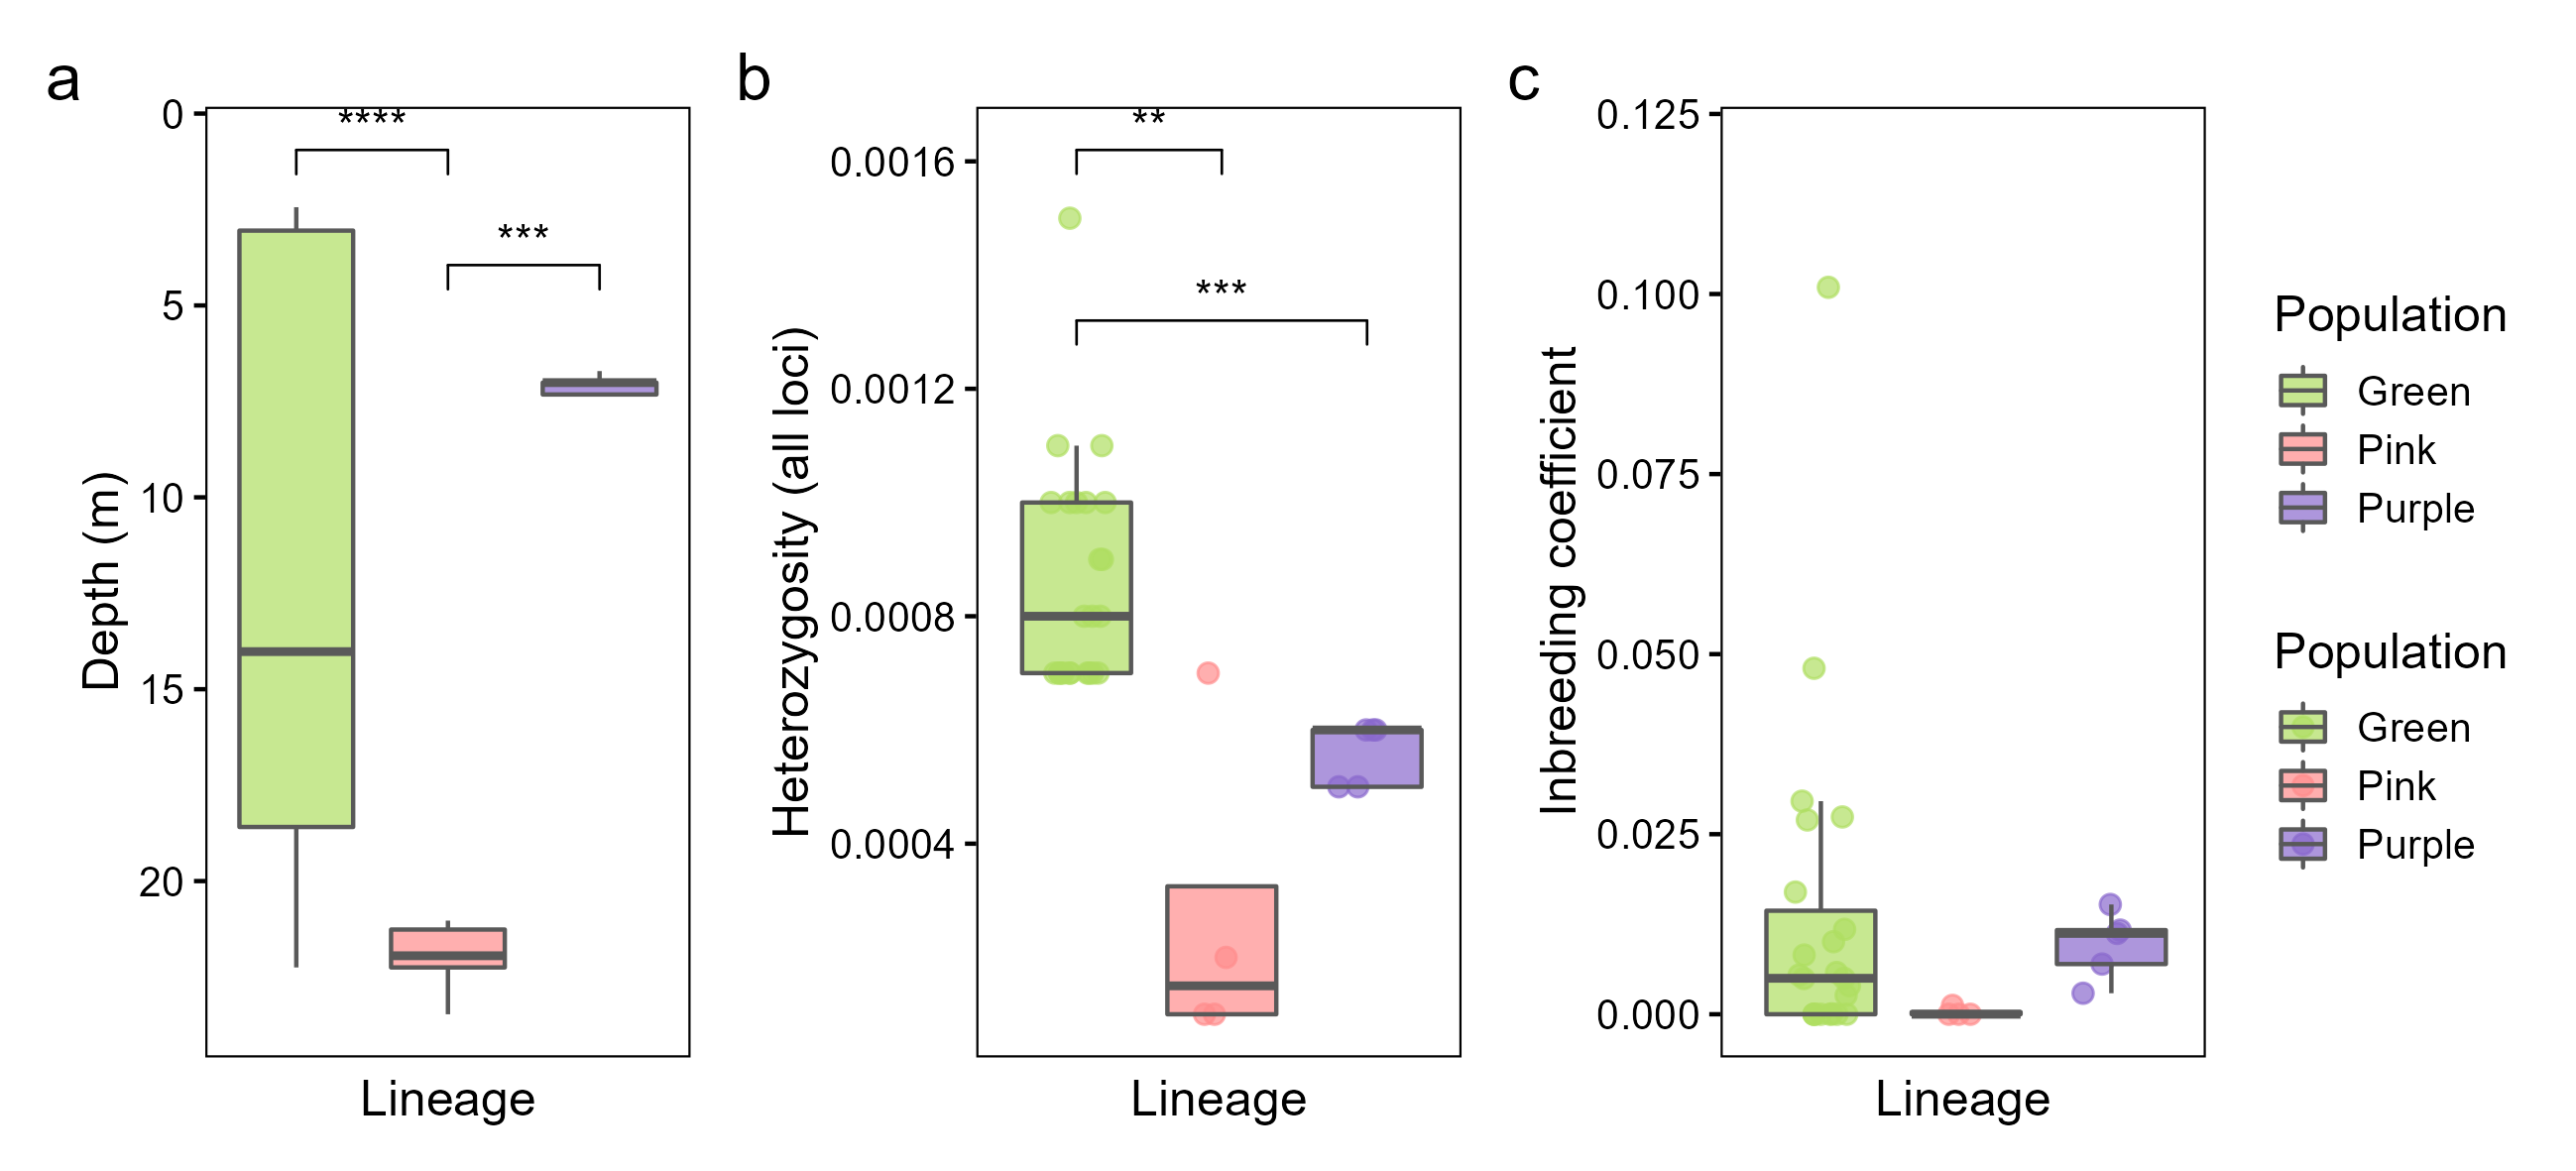 a
0
5
10
15
20
Depth (m)
****
***
Lineage
b
0.0016
0.0012
0.0008
0.0004
Heterozygosity (all loci)
**
***
Lineage
c
0.125
0.100
0.075
0.050
0.025
0.000
Inbreeding coefficient
Lineage
Population
Green
Pink
Purple
Population
Green
Pink
Purple